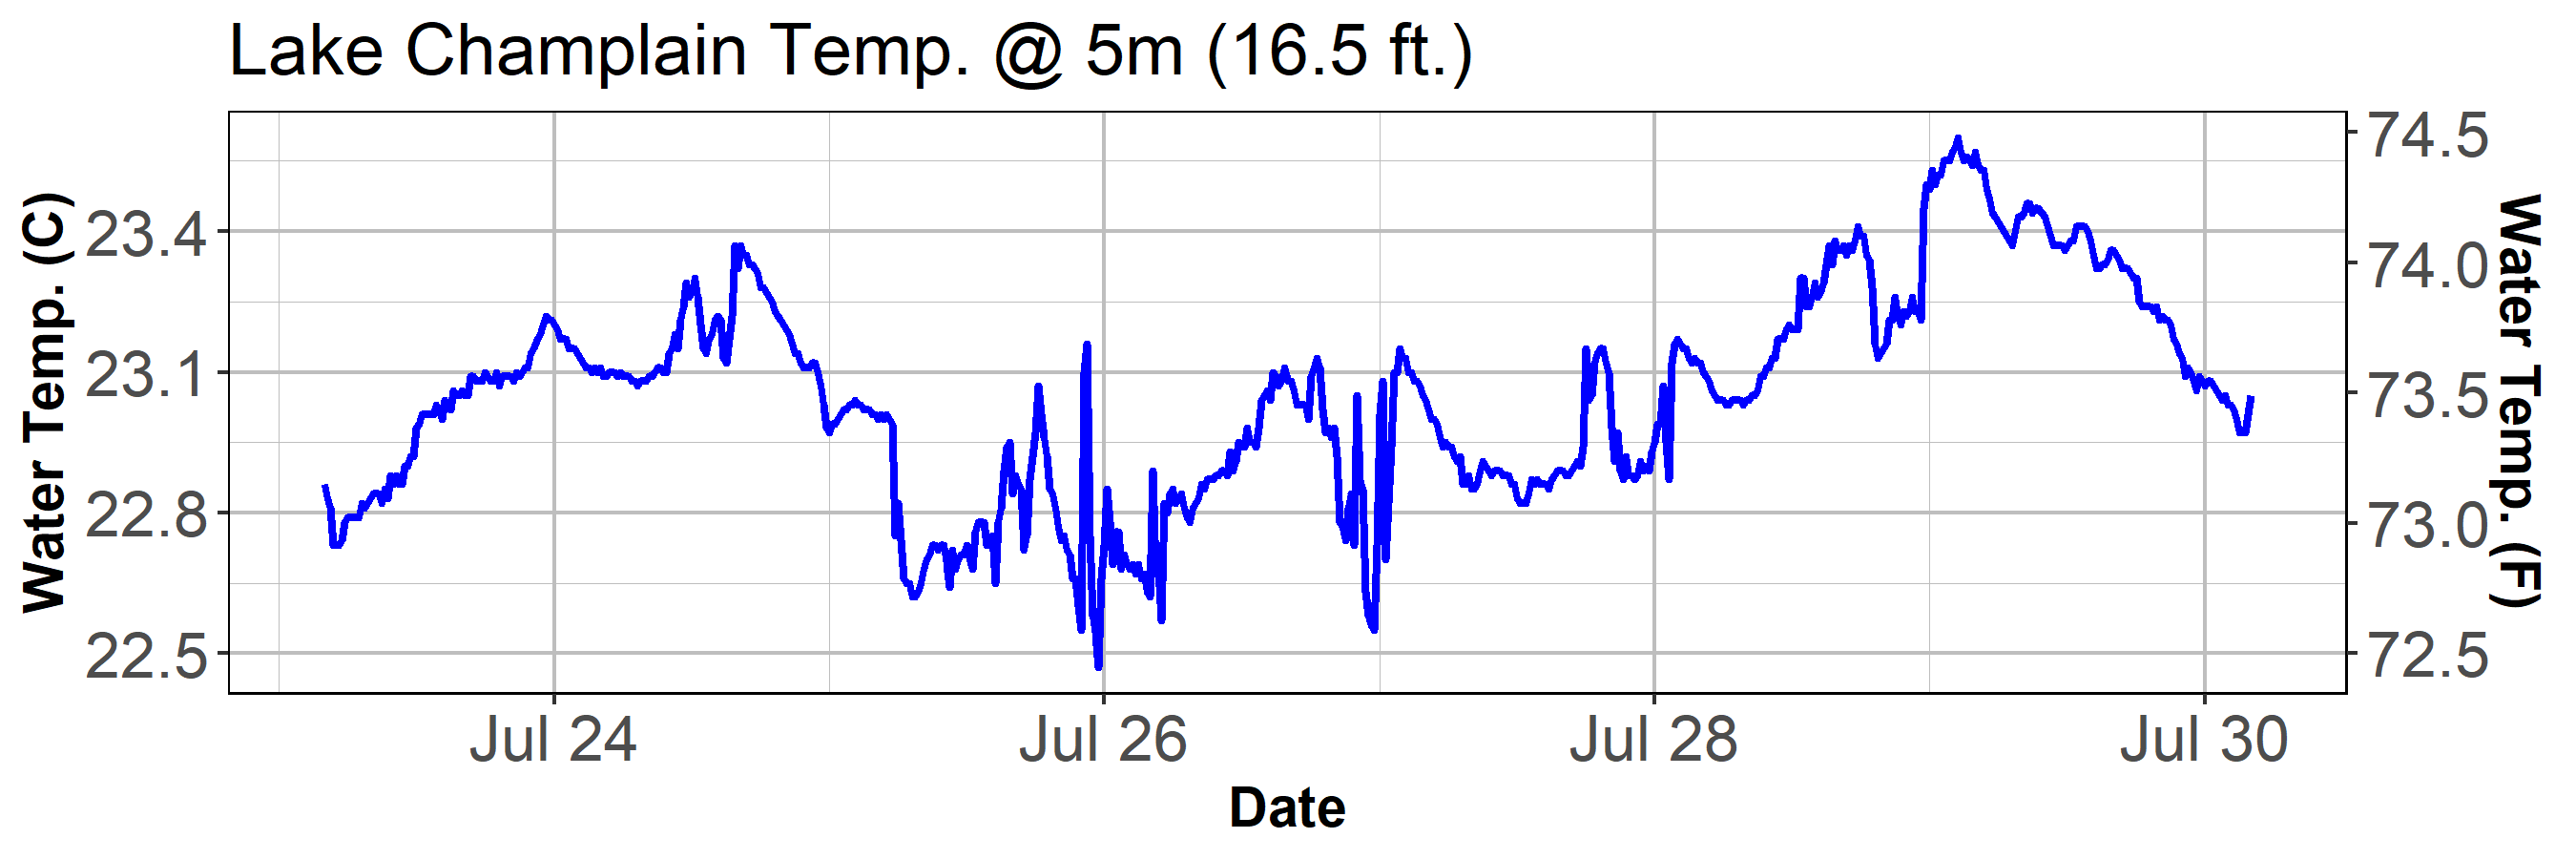 Lake Champlain Temp. @ 5m (16.5 ft.)
Water Temp. (C)
23.4
23.1
22.8
22.5
74.5
74.0
73.5
73.0
72.5
Water Temp. (F)
Jul 24 Jul 26 Jul 28 Jul 30
Date